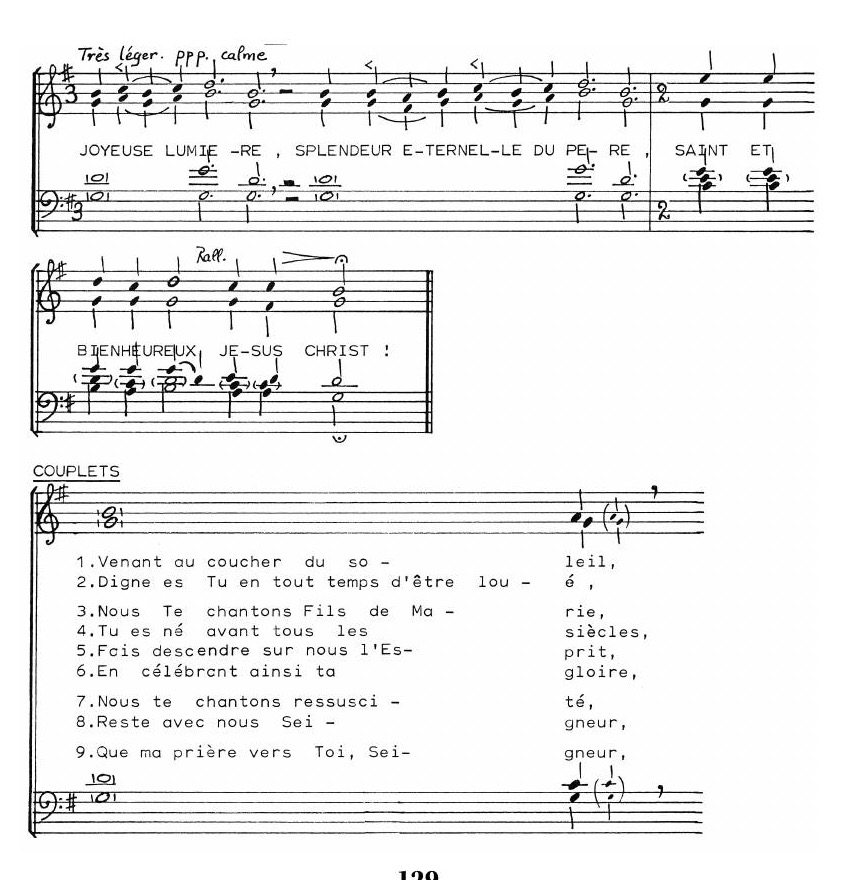 Très léger. ppp. calme
3
2
JOYEUSE LUMIE -RE , SPLENDEUR E-TERNEL-LE DU PE- RE , SAINT ET
3
2
Rall.
BIENHEUREUX JE-SUS CHRIST !
COUPLETS
1.Venant au coucher du so - leil,
2.Digne es Tu en tout temps d'être lou - é ,
3.Nous Te chantons Fils de Ma - rie,
4.Tu es né avant tous les siècles,
5.Fais descendre sur nous l'Es- prit,
6.En célébrant ainsi ta gloire,
7.Nous te chantons ressusci - té,
8.Reste avec nous Sei - gneur,
9.Que ma prière vers Toi, Sei- gneur,
129